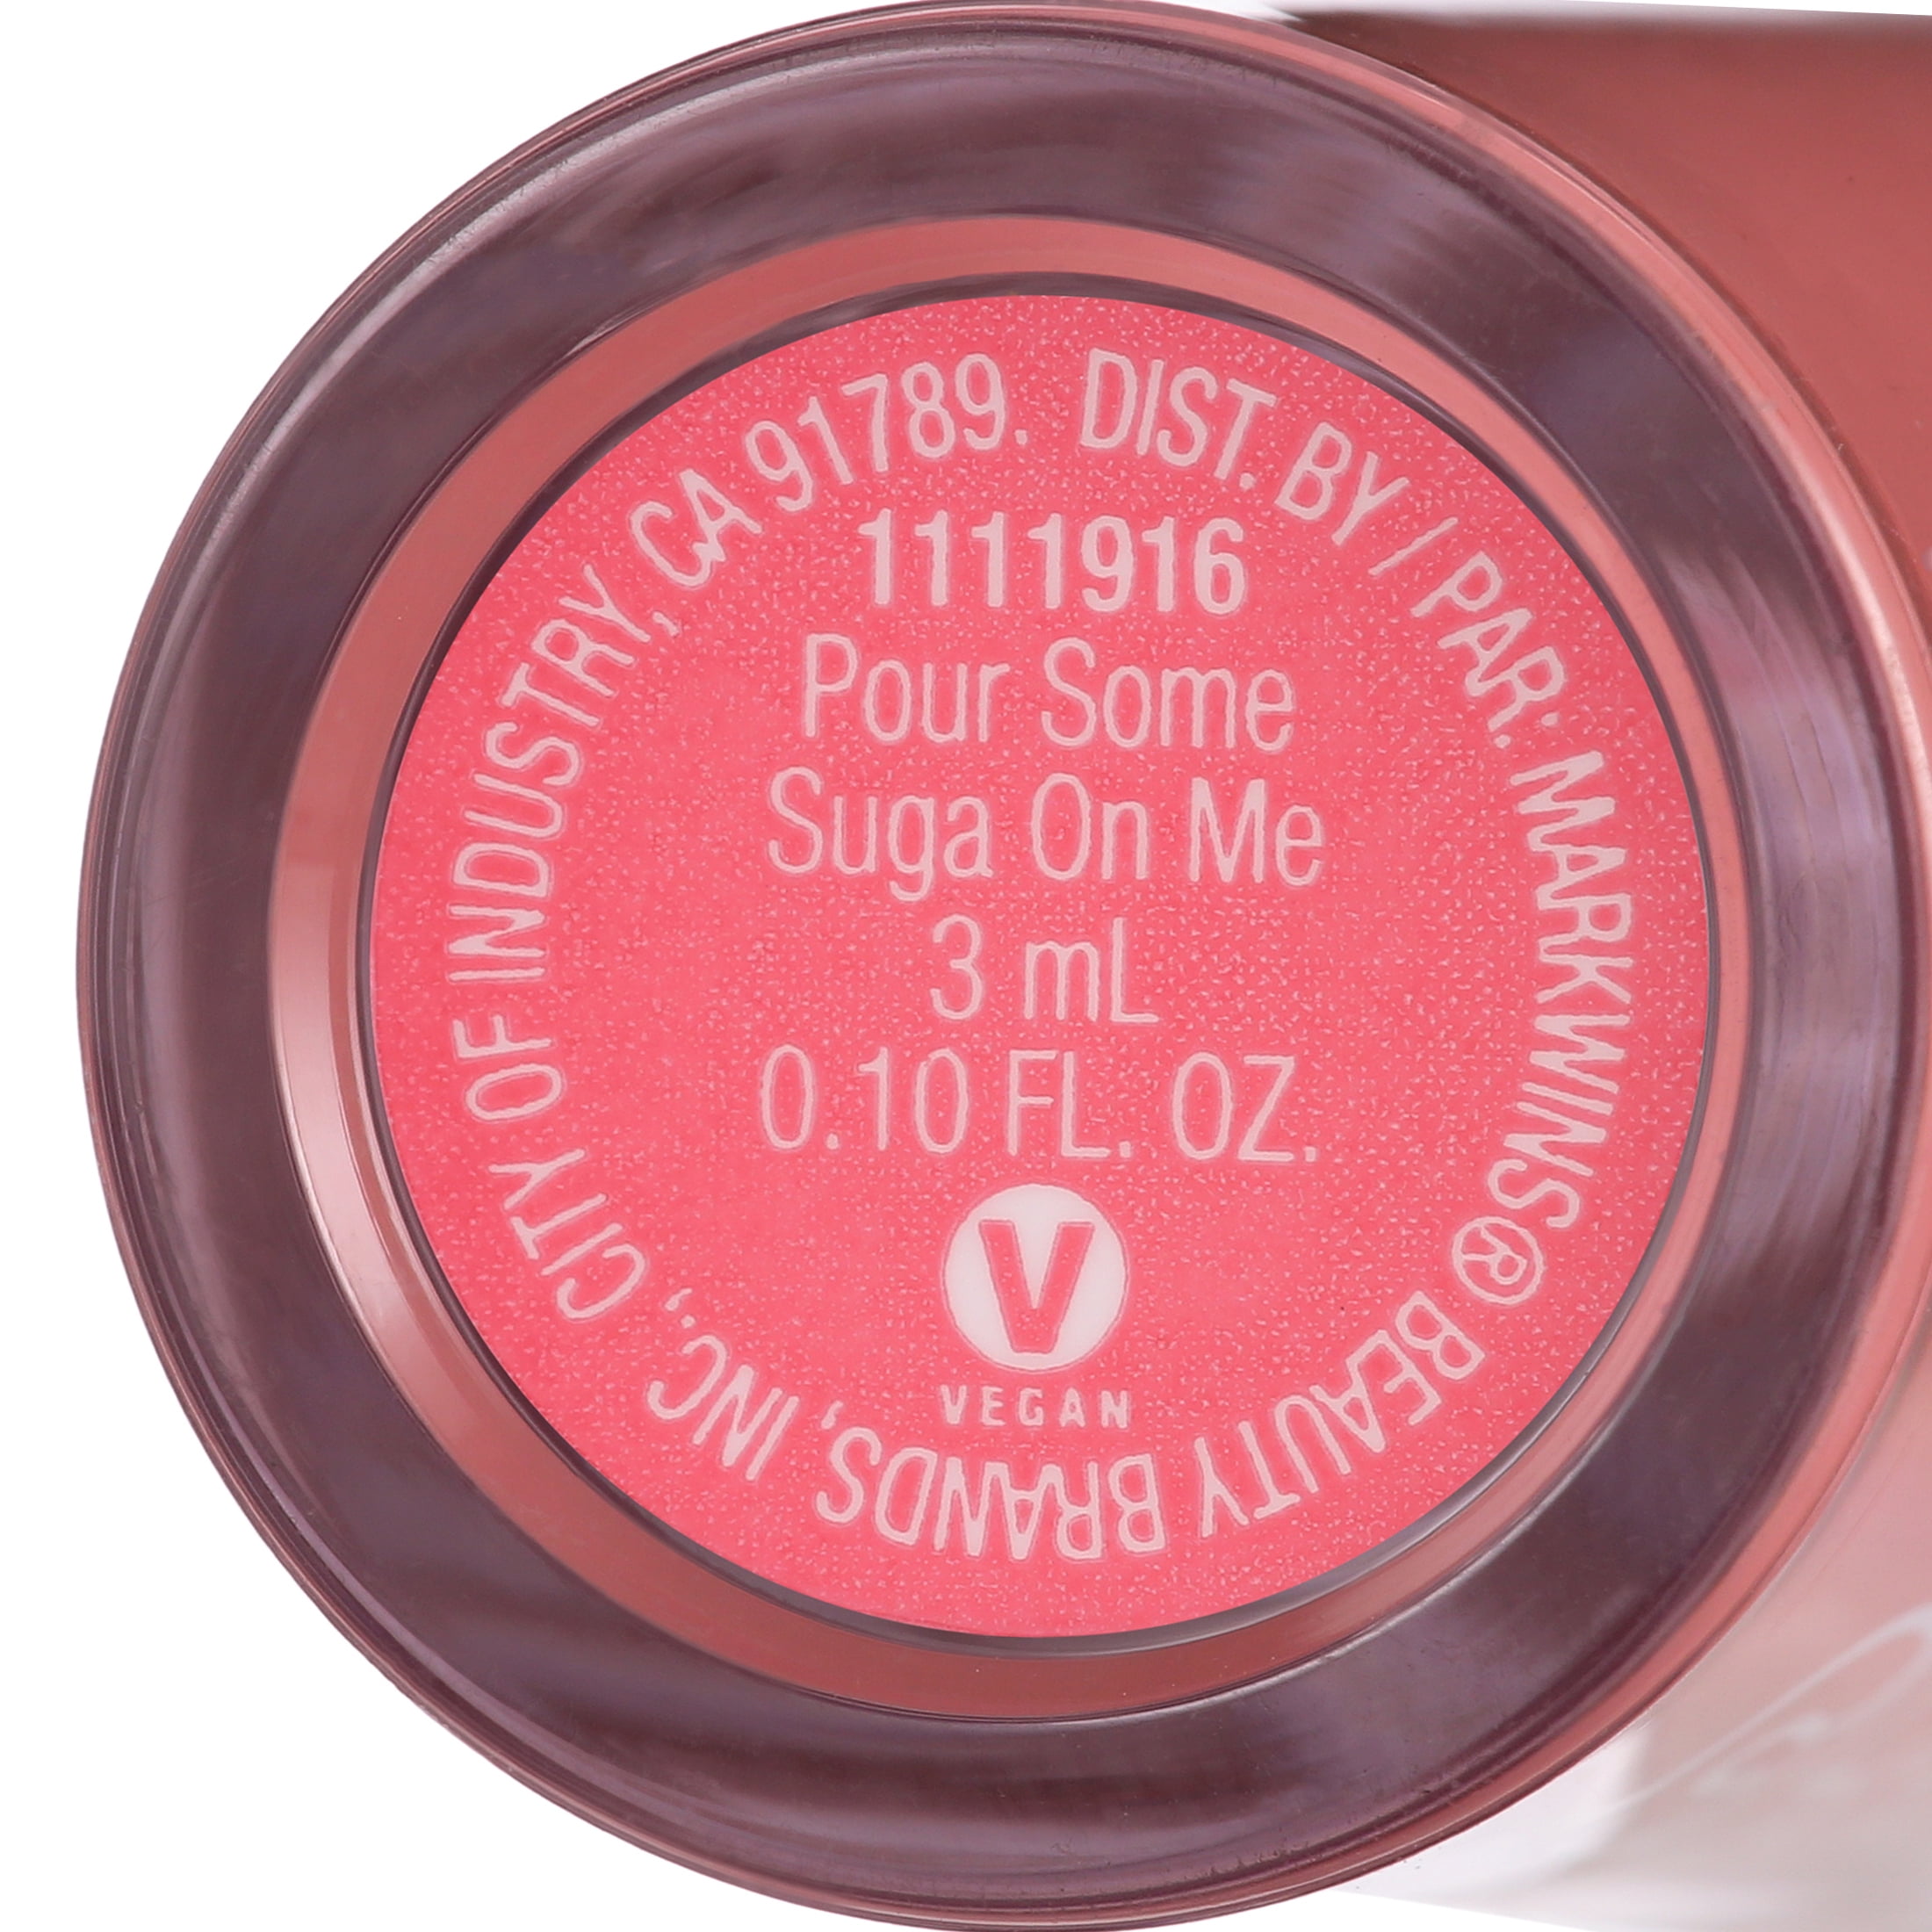 DIST. BY / PAR: MARKWINS® BEAUTY BRANDS, INC. CITY OF INDUSTRY, CA 91789.
1111916
Pour Some
Suga On Me
3 mL
0.10 FL. OZ.
V
VEGAN